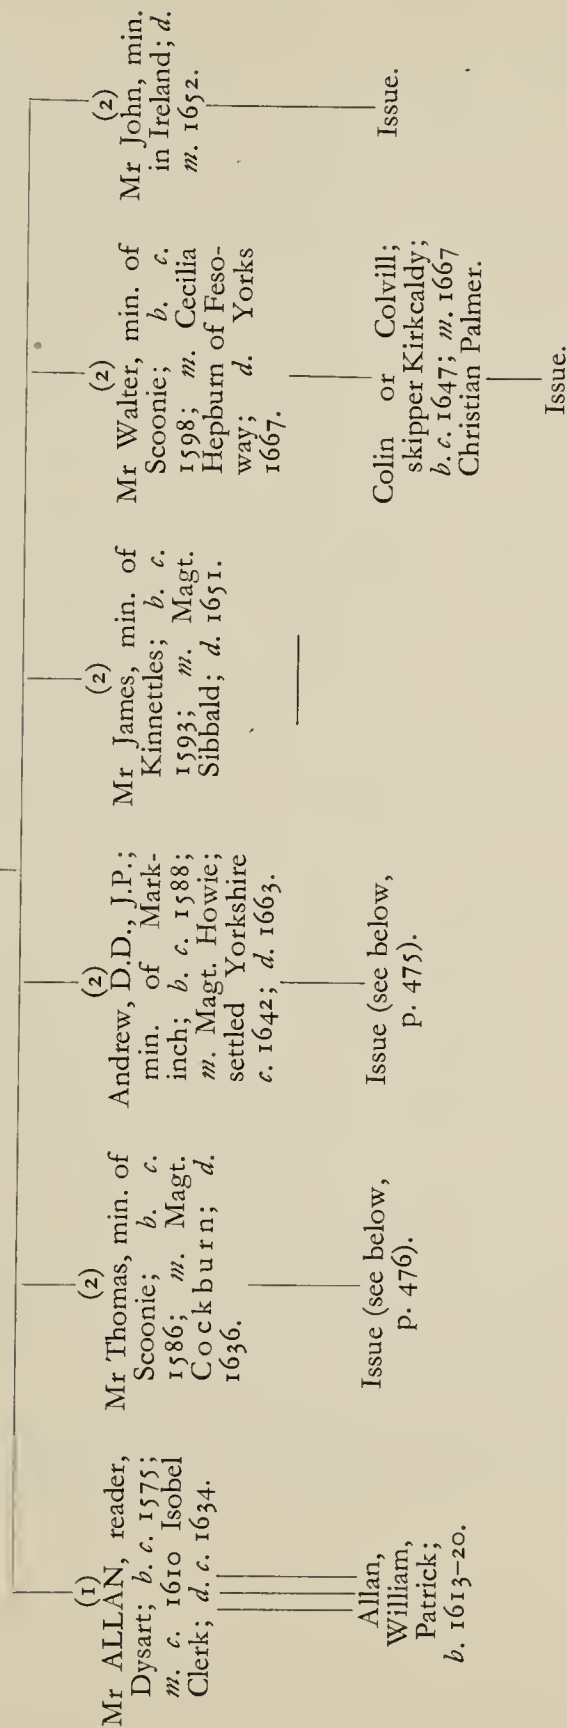 (1)
Mr ALLAN, reader,
Dysart; b. c. 1575;
m. c. 1610 Isobel
Clerk; d. c. 1634.
Allan,
William,
Patrick;
b. 1613–20.
(2)
Mr Thomas, min. of
Scoonie; b. c.
1586; m. Magt.
Cockburn; d.
1636.
Issue (see below,
p. 476).
(2)
Andrew, D.D., J.P.;
min. of Mark-
inch; b. c. 1588;
m. Magt. Howie;
settled Yorkshire
c. 1642; d. 1663.
Issue (see below,
p. 475).
(2)
Mr James, min. of
Kinnettles; b. c.
1593; m. Magt.
Sibbald; d. 1651.
(2)
Mr Walter, min. of
Scoonie; b. c.
1598; m. Cecilia
Hepburn of Feso-
way; d. Yorks
1667.
Colin or Colvill;
skipper Kirkcaldy;
b. c. 1647; m. 1667
Christian Palmer.
Issue.
(2)
Mr John, min.
in Ireland; d.
m. 1652.
Issue.